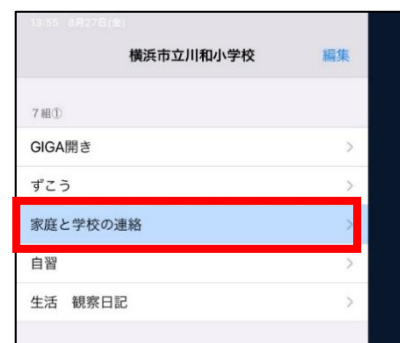 13:55 8月27日(金)
横浜市立川和小学校 編集
7組①
GIGA開き
ずこう
家庭と学校の連絡
自習
生活 観察日記